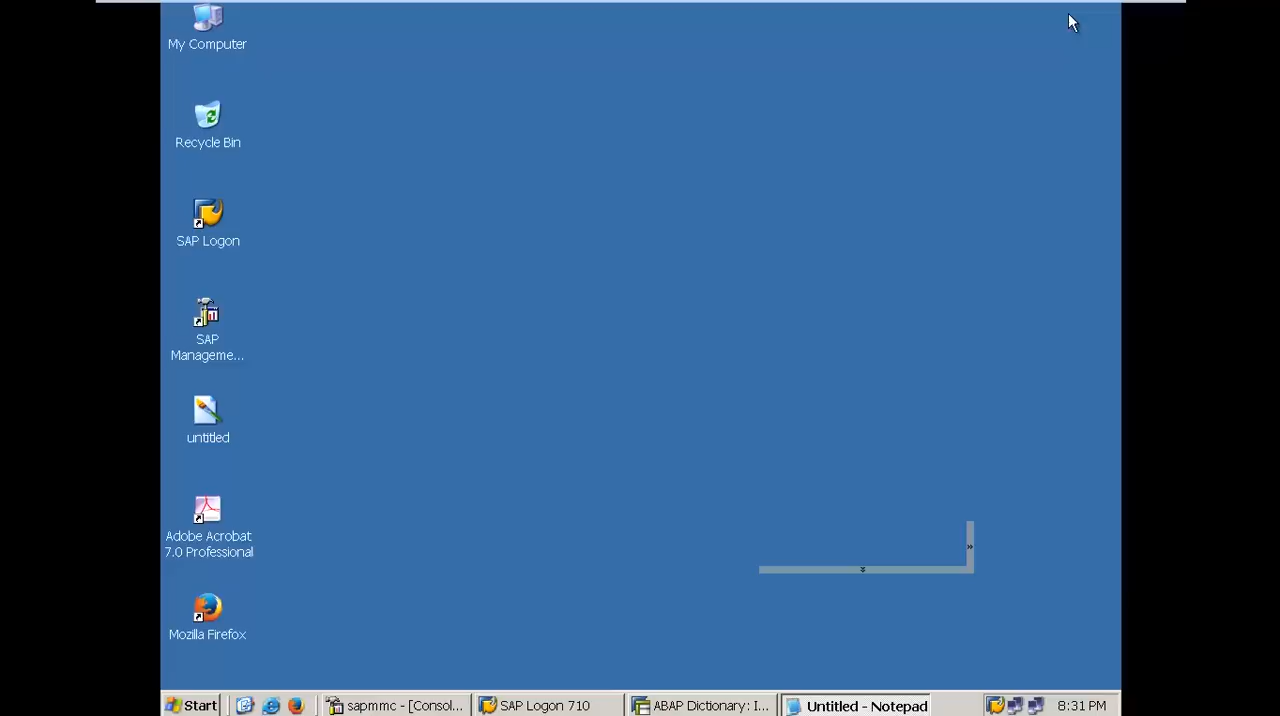 My Computer
Recycle Bin
SAP Logon
SAP
Manageme...
untitled
Adobe Acrobat
7.0 Professional
Mozilla Firefox
Start
sapmmc - [Consol...
SAP Logon 710
ABAP Dictionary: I...
Untitled - Notepad
8:31 PM